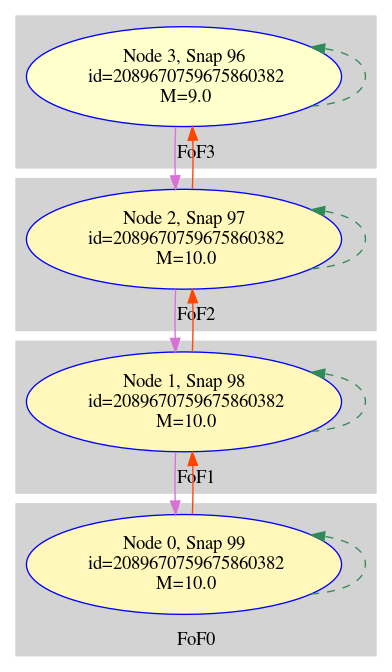 Node 3, Snap 96
id=2089670759675860382
M=9.0
FoF3
Node 2, Snap 97
id=2089670759675860382
M=10.0
FoF2
Node 1, Snap 98
id=2089670759675860382
M=10.0
FoF1
Node 0, Snap 99
id=2089670759675860382
M=10.0
FoF0